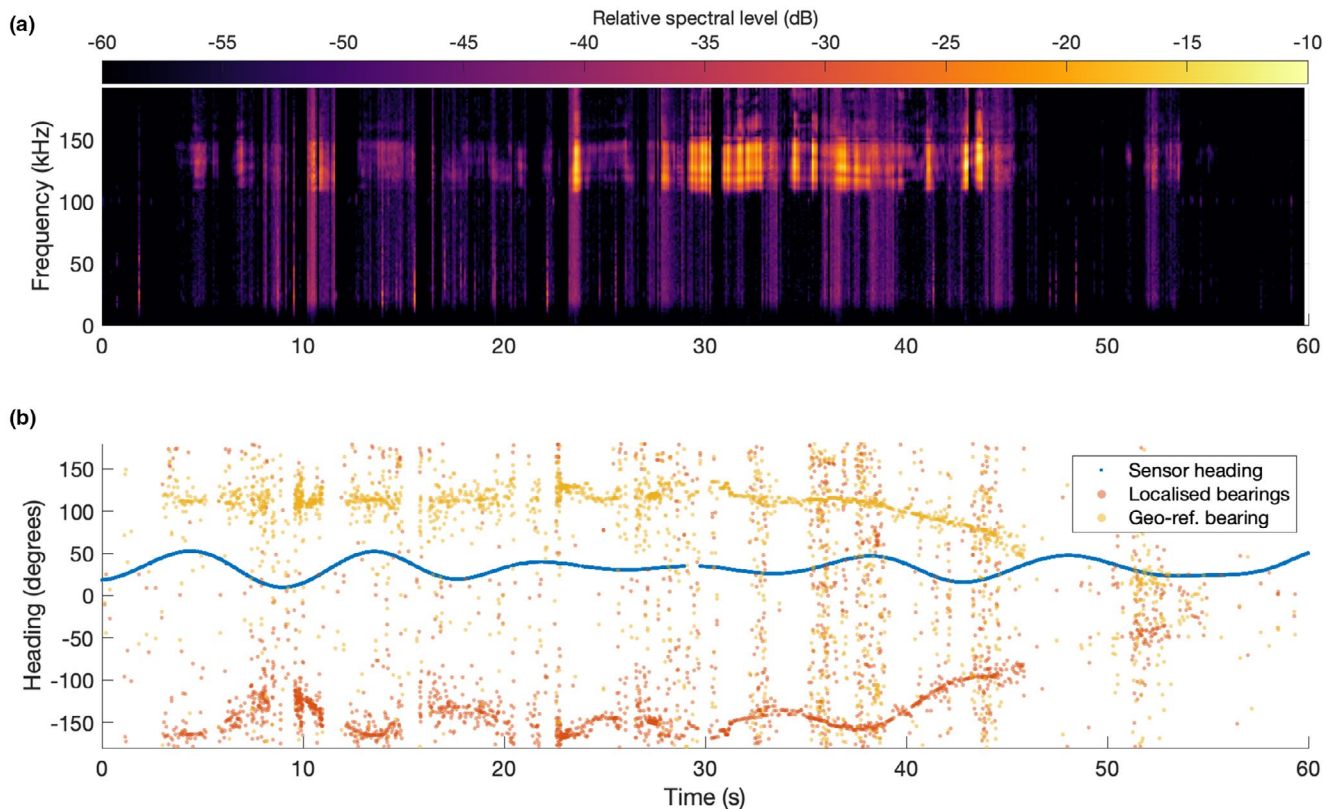 (a)
Relative spectral level (dB)
-60 -55 -50 -45 -40 -35 -30 -25 -20 -15 -10
Frequency (kHz)
150
100
50
0
0 10 20 30 40 50 60
(b)
Heading (degrees)
150
100
50
0
-50
-100
-150
Sensor heading
Localised bearings
Geo-ref. bearing
0 10 20 30 40 50 60
Time (s)